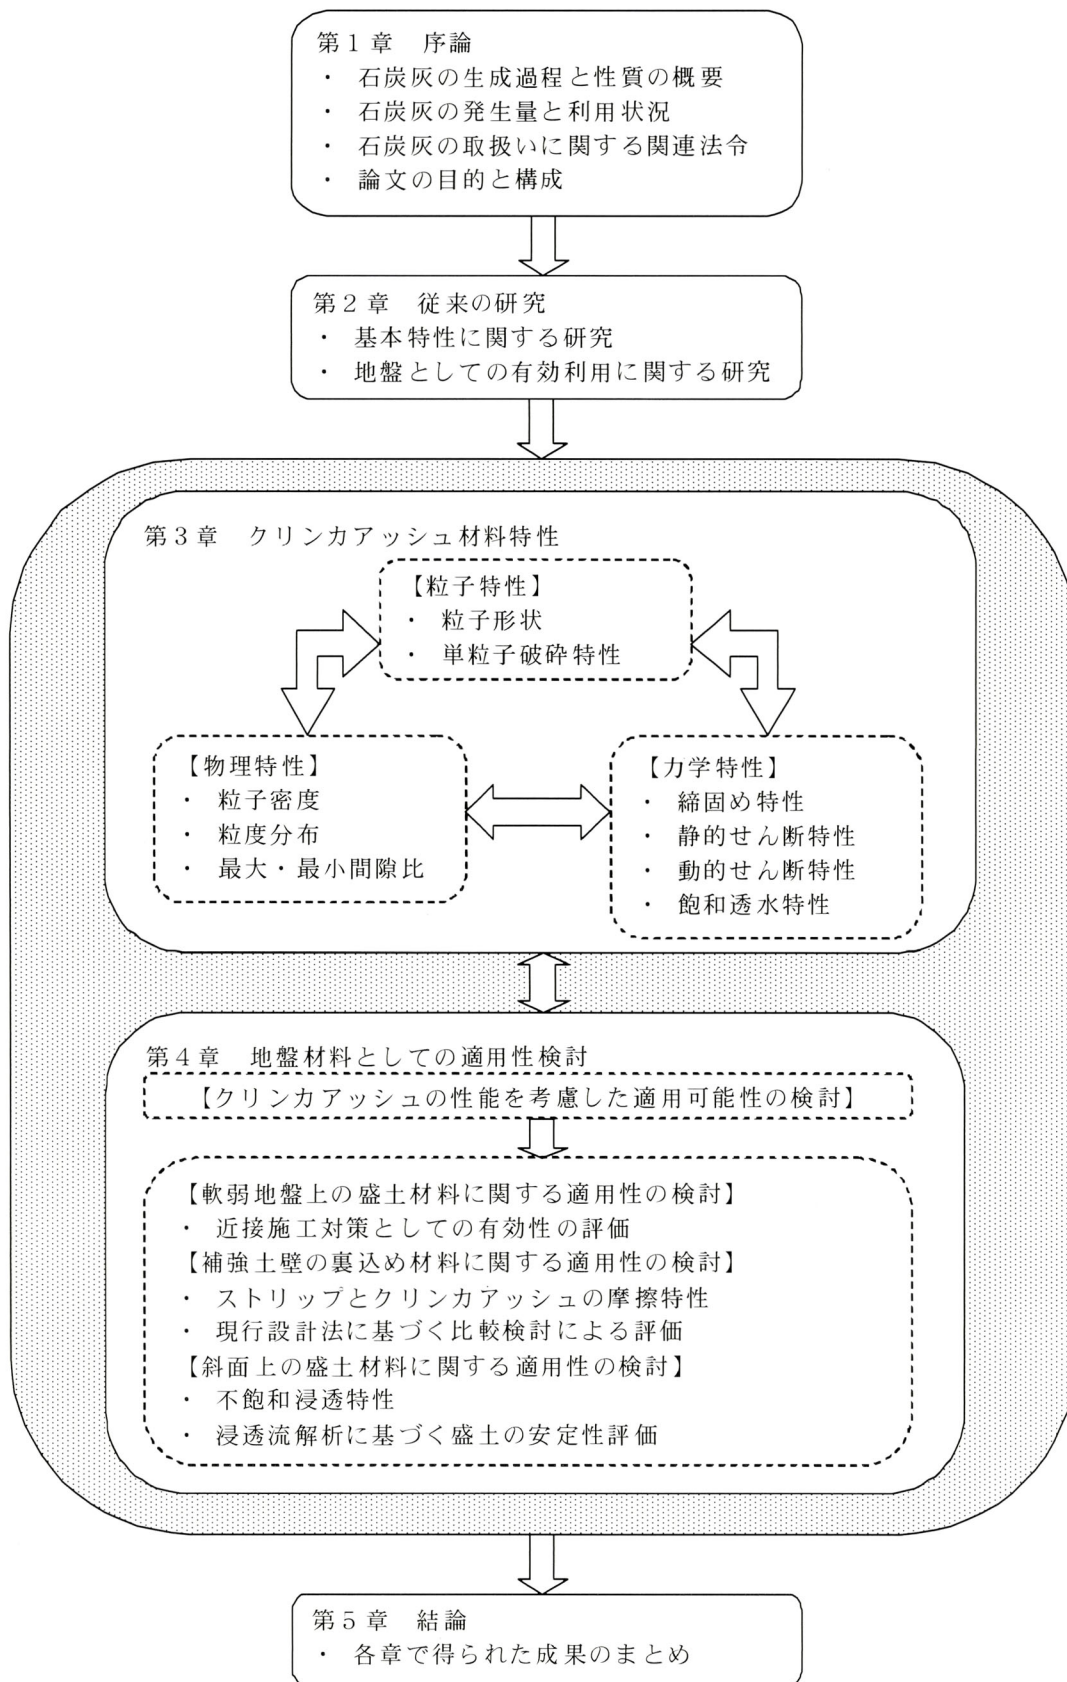 第１章　序論
・ 石炭灰の生成過程と性質の概要
・ 石炭灰の発生量と利用状況
・ 石炭灰の取扱いに関する関連法令
・ 論文の目的と構成
第２章　従来の研究
・ 基本特性に関する研究
・ 地盤としての有効利用に関する研究
第３章　クリンカアッシュ材料特性
【粒子特性】
・ 粒子形状
・ 単粒子破砕特性
【物理特性】
・ 粒子密度
・ 粒度分布
・ 最大・最小間隙比
【力学特性】
・ 締固め特性
・ 静的せん断特性
・ 動的せん断特性
・ 飽和透水特性
第４章　地盤材料としての適用性検討
【クリンカアッシュの性能を考慮した適用可能性の検討】
【軟弱地盤上の盛土材料に関する適用性の検討】
・ 近接施工対策としての有効性の評価
【補強土壁の裏込め材料に関する適用性の検討】
・ ストリップとクリンカアッシュの摩擦特性
・ 現行設計法に基づく比較検討による評価
【斜面上の盛土材料に関する適用性の検討】
・ 不飽和浸透特性
・ 浸透流解析に基づく盛土の安定性評価
第５章　結論
・ 各章で得られた成果のまとめ